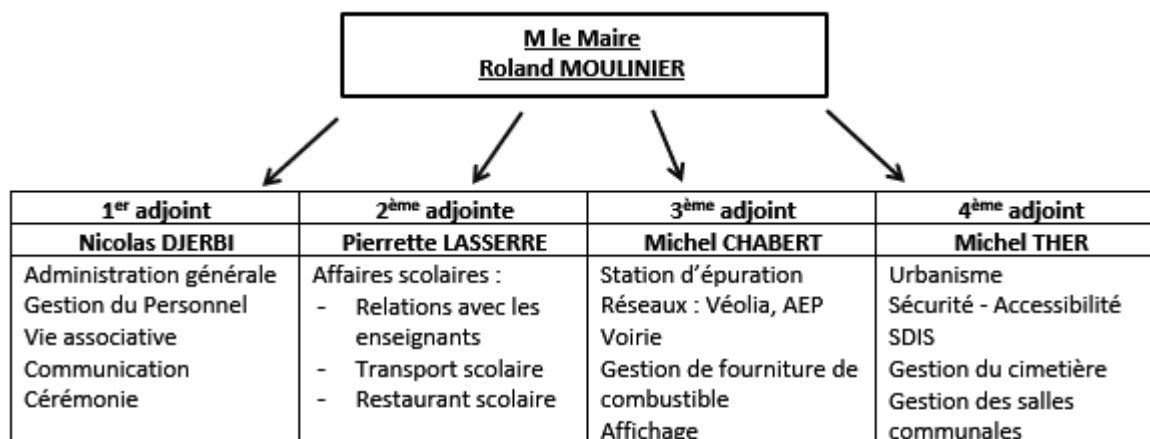 M le Maire
Roland MOULINIER
1er adjoint
Nicolas DJERBI
Administration générale
Gestion du Personnel
Vie associative
Communication
Cérémonie
2ème adjointe
Pierrette LASSERRE
Affaires scolaires :
- Relations avec les
enseignants
- Transport scolaire
- Restaurant scolaire
3ème adjoint
Michel CHABERT
Station d'épuration
Réseaux : Véolia, AEP
Voirie
Gestion de fourniture de
combustible
Affichage
4ème adjoint
Michel THER
Urbanisme
Sécurité - Accessibilité
SDIS
Gestion du cimetière
Gestion des salles
communales